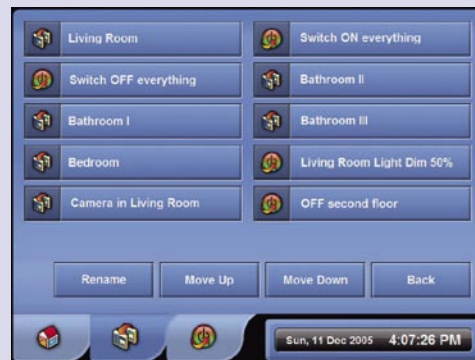 Living Room
Switch ON everything
Switch OFF everything
Bathroom II
Bathroom I
Bathroom III
Bedroom
Living Room Light Dim 50%
Camera in Living Room
OFF second floor
Rename
Move Up
Move Down
Back
Sun, 11 Dec 2005 4:07:26 PM